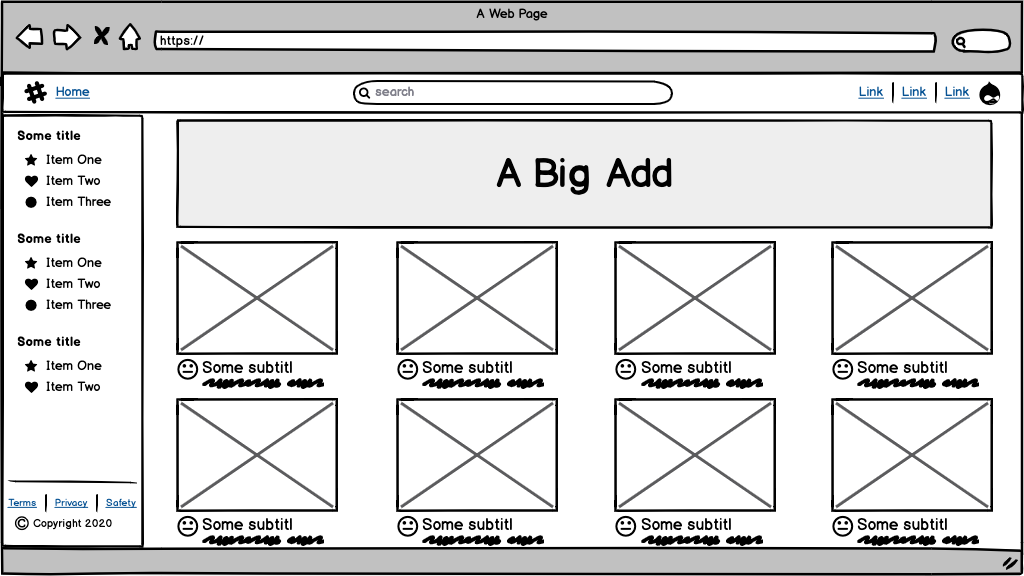 A Web Page
https://
Home
search
Link
Link
Link
Some title
Item One
Item Two
Item Three
Some title
Item One
Item Two
Item Three
Some title
Item One
Item Two
Terms
Privacy
Safety
© Copyright 2020
A Big Add
Some subtitl
Some subtitl
Some subtitl
Some subtitl
Some subtitl
Some subtitl
Some subtitl
Some subtitl